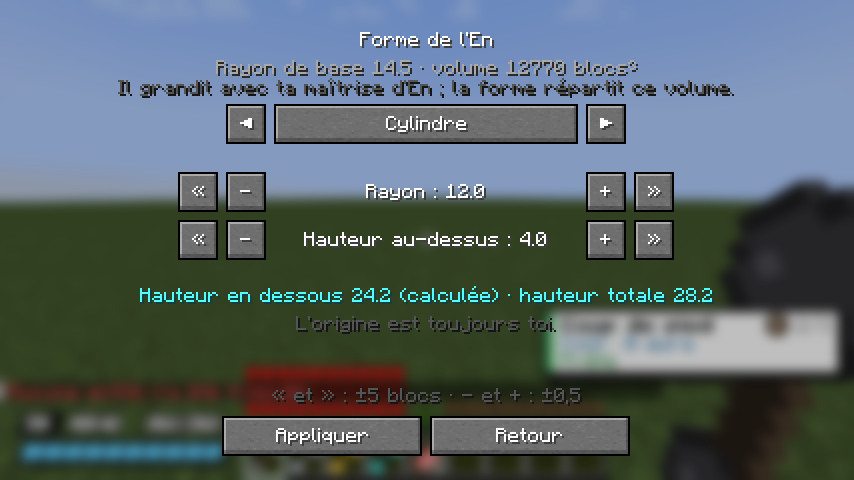 Forme de l'En
Rayon de base 14.5 · volume 12770 blocs³
Il grandit avec ta maîtrise d'En ; la forme répartit ce volume.
◄ Cylindre ►
« - Rayon : 12.0 + »
« - Hauteur au-dessus : 4.0 + »
Hauteur en dessous 24.2 (calculée) · hauteur totale 28.2
L'origine est toujours toi.
« et » : ±5 blocs · - et + : ±0,5
Appliquer Retour